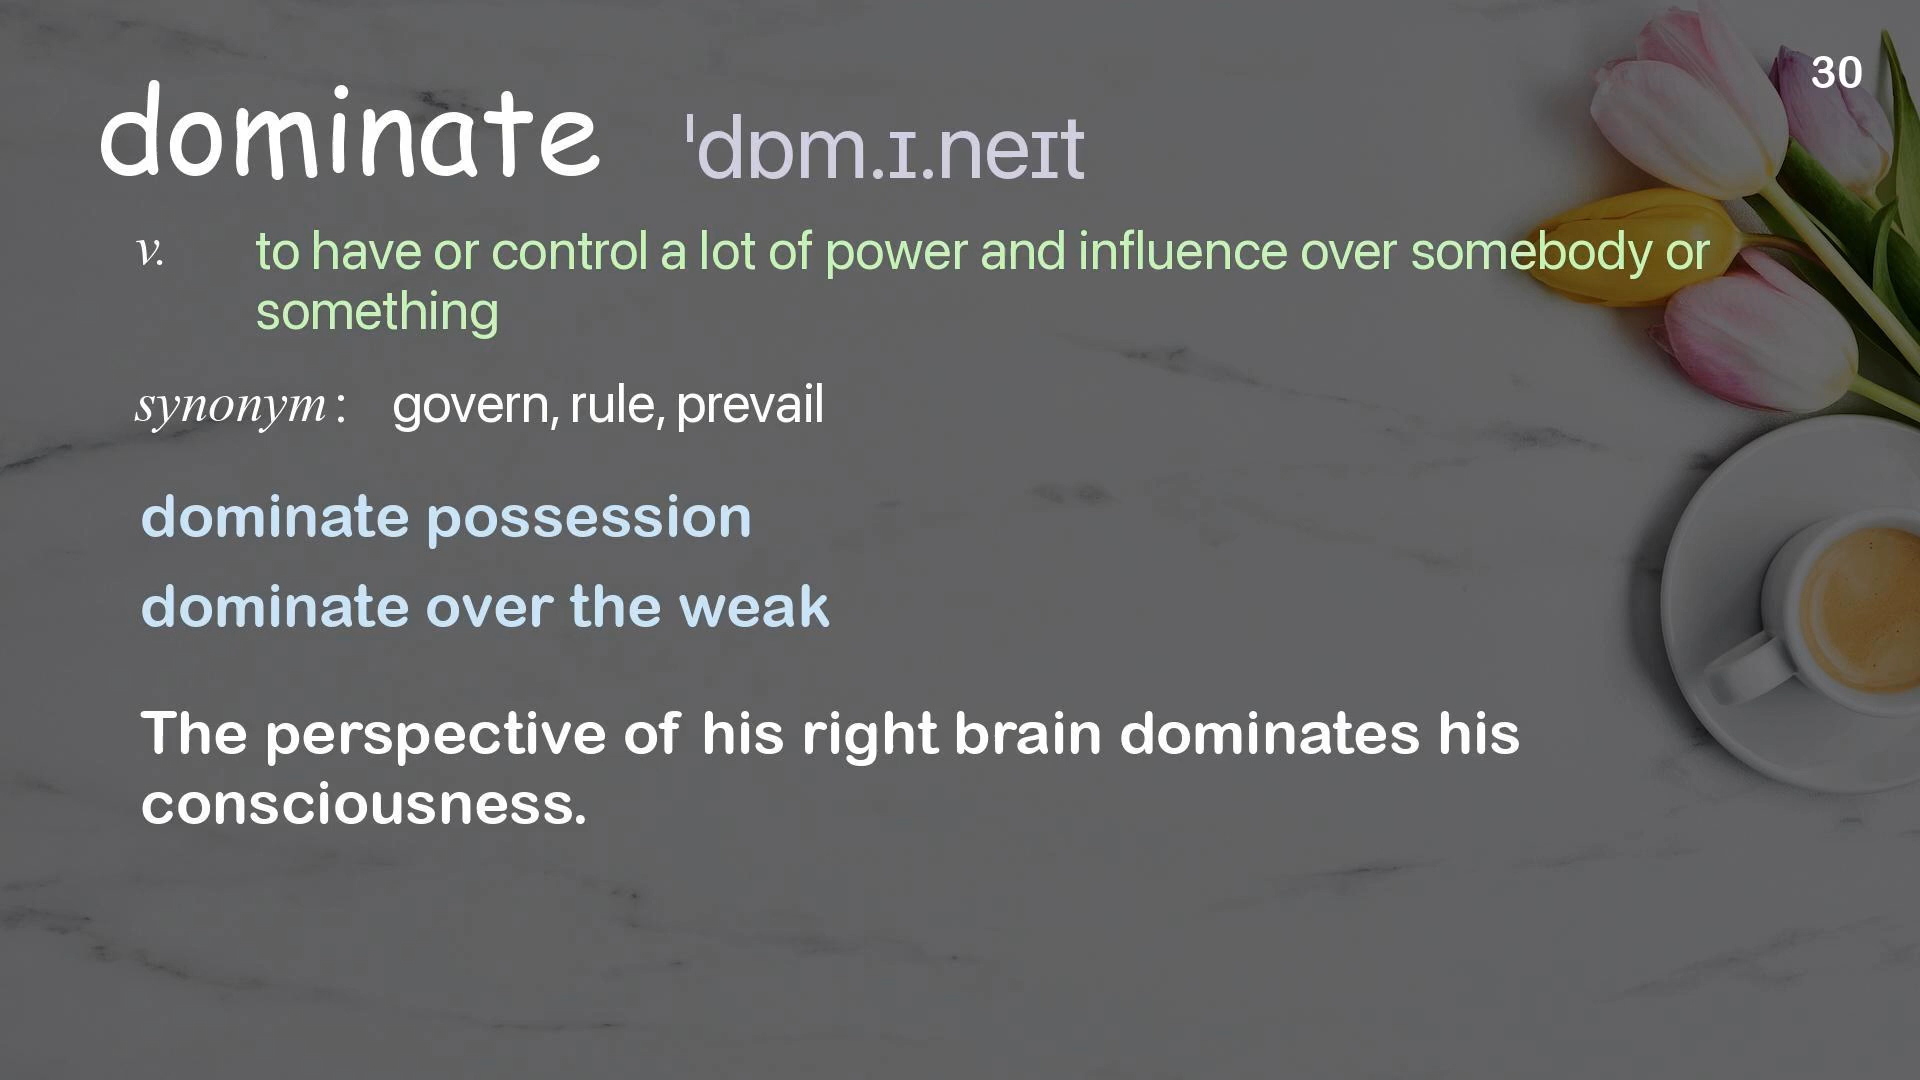 30
dominate ˈdɒm.ɪ.neɪt
v. to have or control a lot of power and influence over somebody or
something
synonym: govern, rule, prevail
dominate possession
dominate over the weak
The perspective of his right brain dominates his
consciousness.